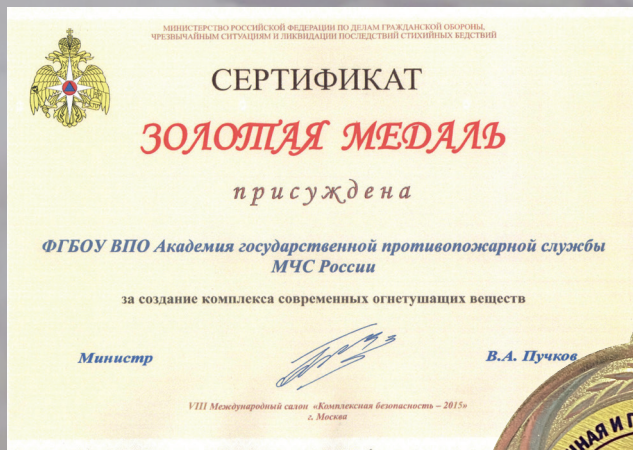 МИНИСТЕРСТВО РОССИЙСКОЙ ФЕДЕРАЦИИ ПО ДЕЛАМ ГРАЖДАНСКОЙ ОБОРОНЫ,
ЧРЕЗВЫЧАЙНЫМ СИТУАЦИЯМ И ЛИКВИДАЦИИ ПОСЛЕДСТВИЙ СТИХИЙНЫХ БЕДСТВИЙ
СЕРТИФИКАТ
ЗОЛОТАЯ МЕДАЛЬ
присуждена
ФГБОУ ВПО Академия государственной противопожарной службы
МЧС России
за создание комплекса современных огнетушащих веществ
Министр
В.А. Пучков
VIII Международный салон «Комплексная безопасность – 2015»
г. Москва